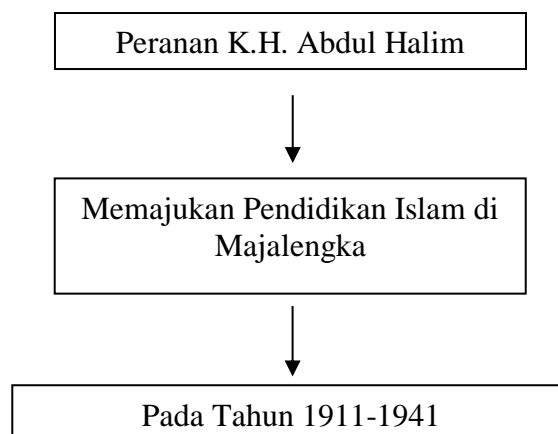 Peranan K.H. Abdul Halim
Memajukan Pendidikan Islam di
Majalengka
Pada Tahun 1911-1941